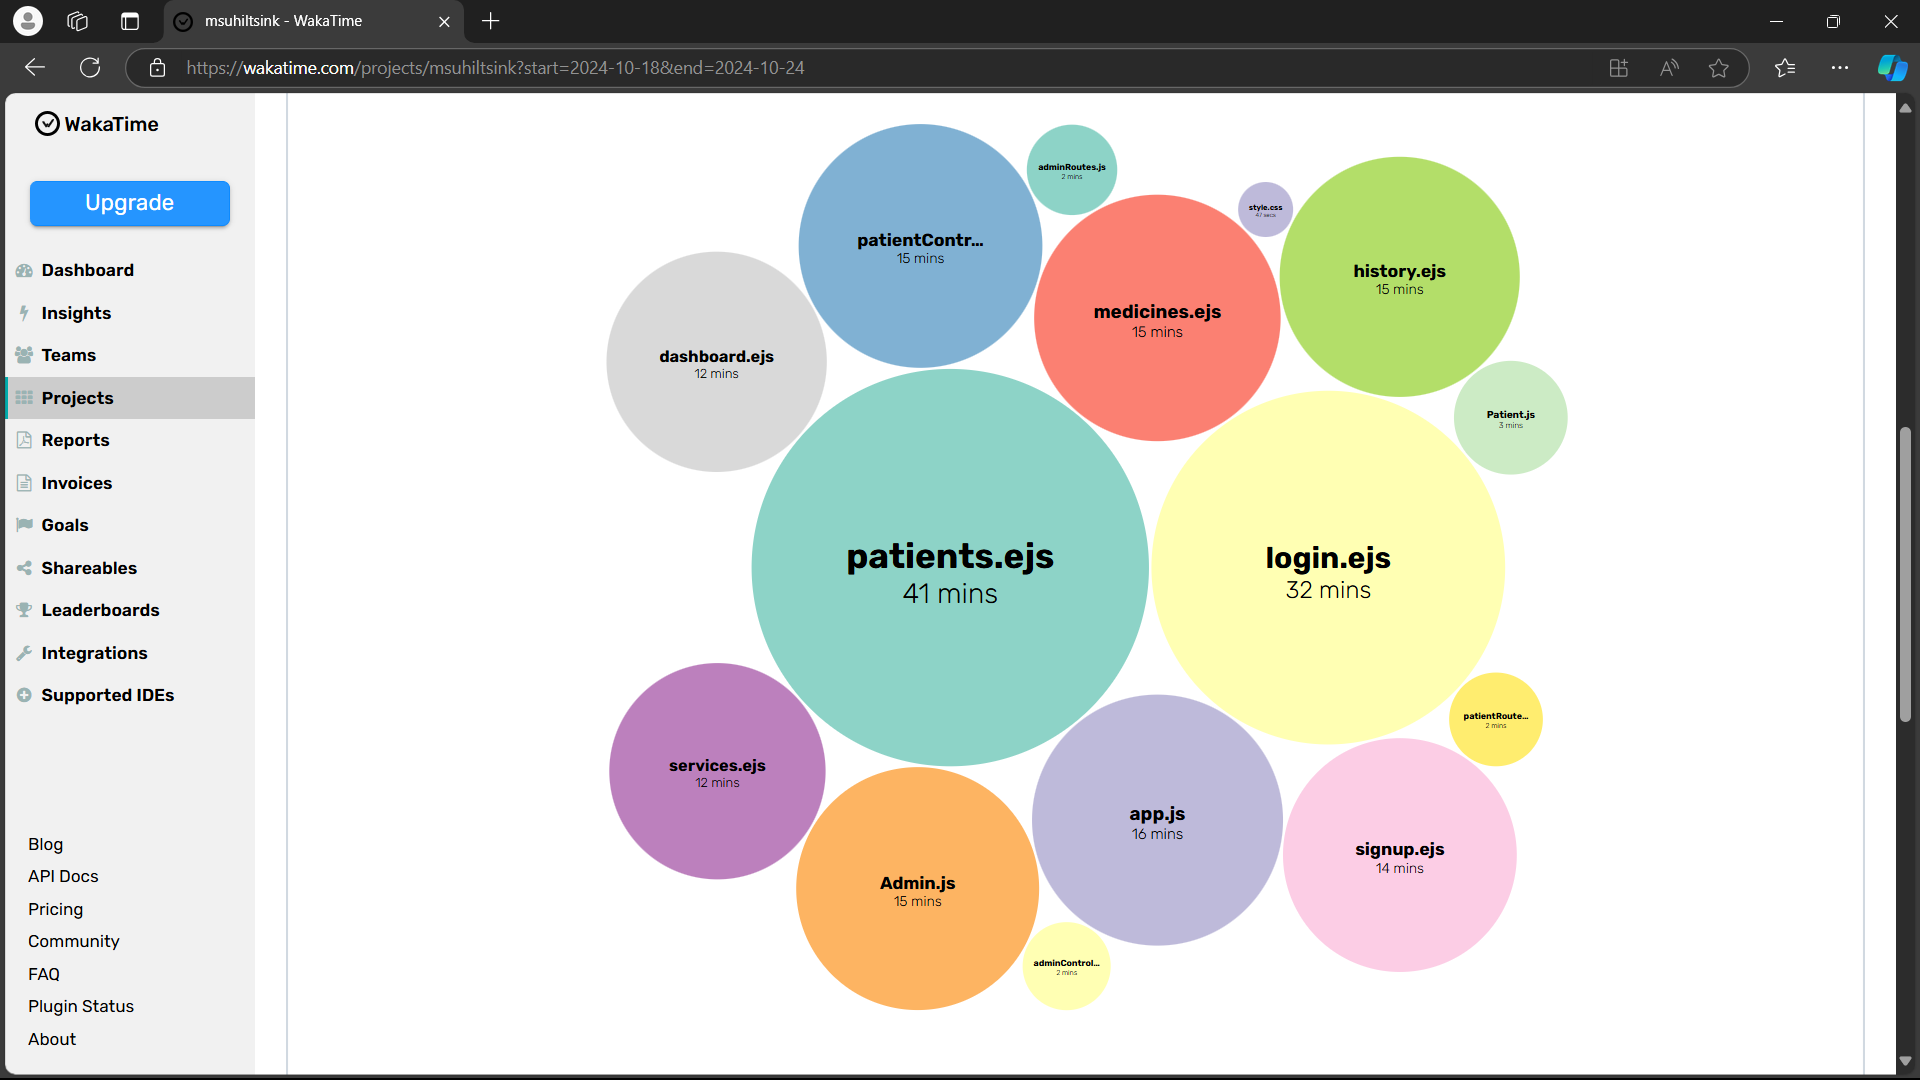 msuhiltsink - WakaTime
https://wakatime.com/projects/msuhiltsink?start=2024-10-18&end=2024-10-24
WakaTime
Upgrade
Dashboard
Insights
Teams
Projects
Reports
Invoices
Goals
Shareables
Leaderboards
Integrations
Supported IDEs
Blog
API Docs
Pricing
Community
FAQ
Plugin Status
About
adminRoutes.js
2 mins
style.css
47 secs
patientContr...
15 mins
history.ejs
15 mins
medicines.ejs
15 mins
dashboard.ejs
12 mins
Patient.js
3 mins
patients.ejs
41 mins
login.ejs
32 mins
patientRoute...
2 mins
services.ejs
12 mins
app.js
16 mins
signup.ejs
14 mins
Admin.js
15 mins
adminControl...
2 mins